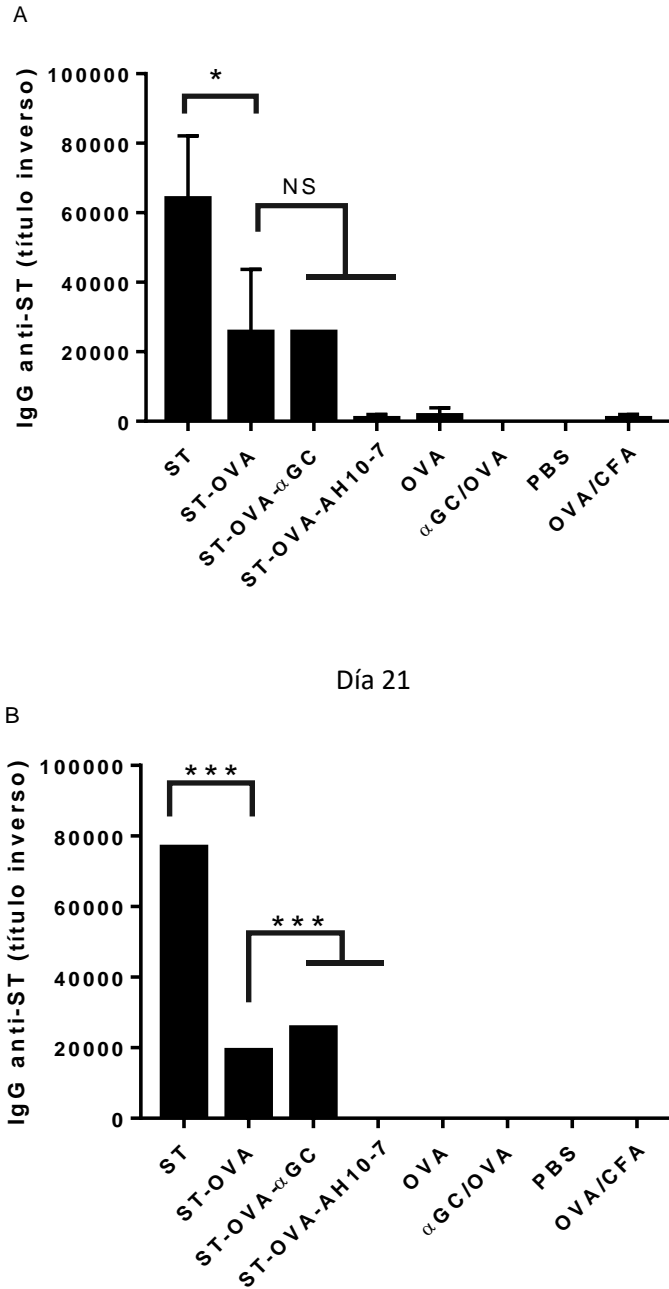 A
IgG anti-ST (título inverso)
100000
80000
60000
40000
20000
0
*
NS
ST
ST-OVA
ST-OVA-αGC
ST-OVA-AH10-7
OVA
αGC/OVA
PBS
OVA/CFA
Día 21
B
IgG anti-ST (título inverso)
100000
80000
60000
40000
20000
0
***
***
ST
ST-OVA
ST-OVA-αGC
ST-OVA-AH10-7
OVA
αGC/OVA
PBS
OVA/CFA